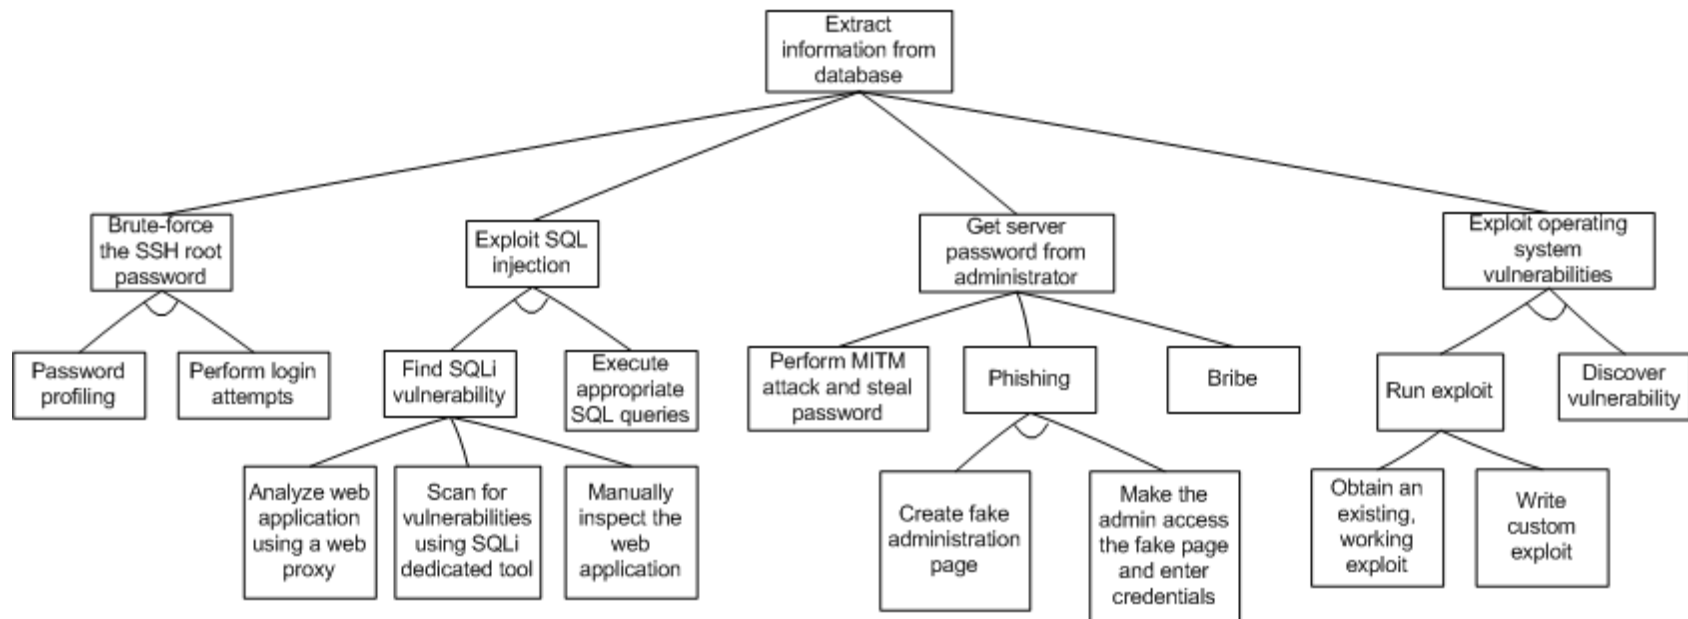 Extract
information from
database
Brute-force
the SSH root
password
Exploit SQL
injection
Get server
password from
administrator
Exploit operating
system
vulnerabilities
Password
profiling
Perform login
attempts
Find SQLi
vulnerability
Execute
appropriate
SQL queries
Perform MITM
attack and steal
password
Phishing
Bribe
Run exploit
Discover
vulnerability
Analyze web
application
using a web
proxy
Scan for
vulnerabilities
using SQLi
dedicated tool
Manually
inspect the
web
application
Create fake
administration
page
Make the
admin access
the fake page
and enter
credentials
Obtain an
existing,
working
exploit
Write
custom
exploit